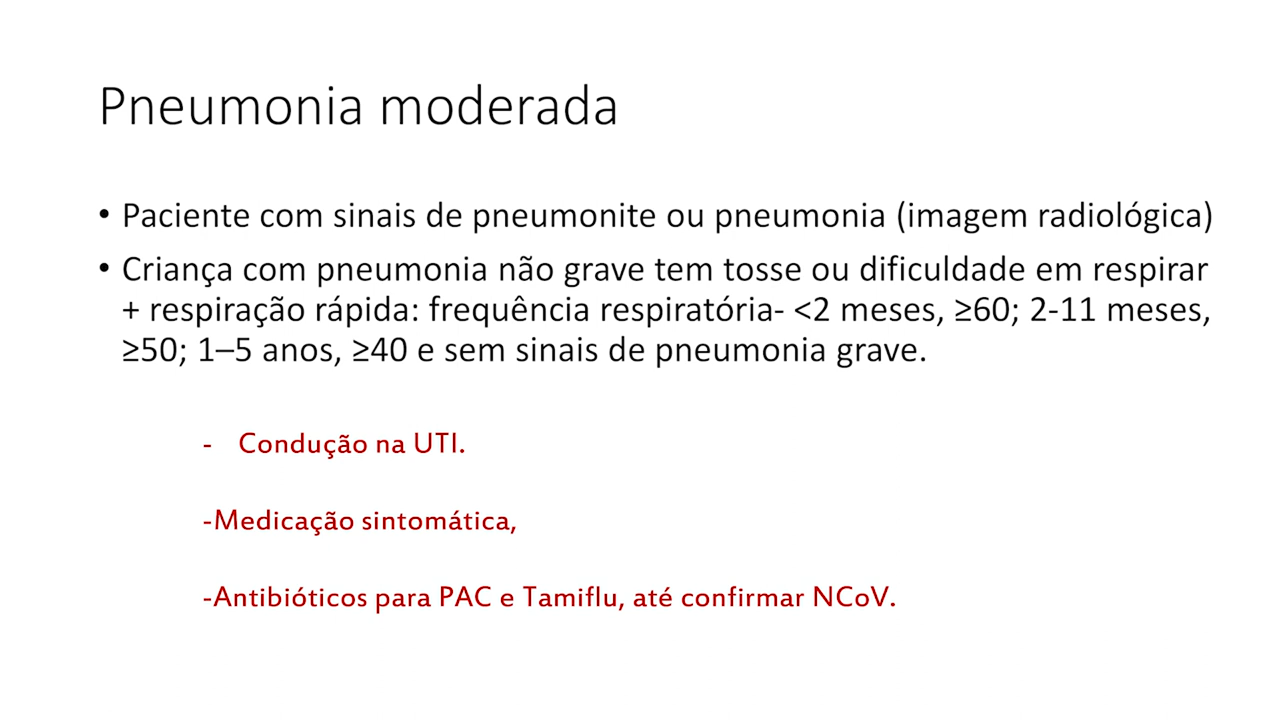 Pneumonia moderada
• Paciente com sinais de pneumonite ou pneumonia (imagem radiológica)
• Criança com pneumonia não grave tem tosse ou dificuldade em respirar
+ respiração rápida: frequência respiratória- <2 meses, ≥60; 2-11 meses,
≥50; 1–5 anos, ≥40 e sem sinais de pneumonia grave.
- Condução na UTI.
-Medicação sintomática,
-Antibióticos para PAC e Tamiflu, até confirmar NCoV.